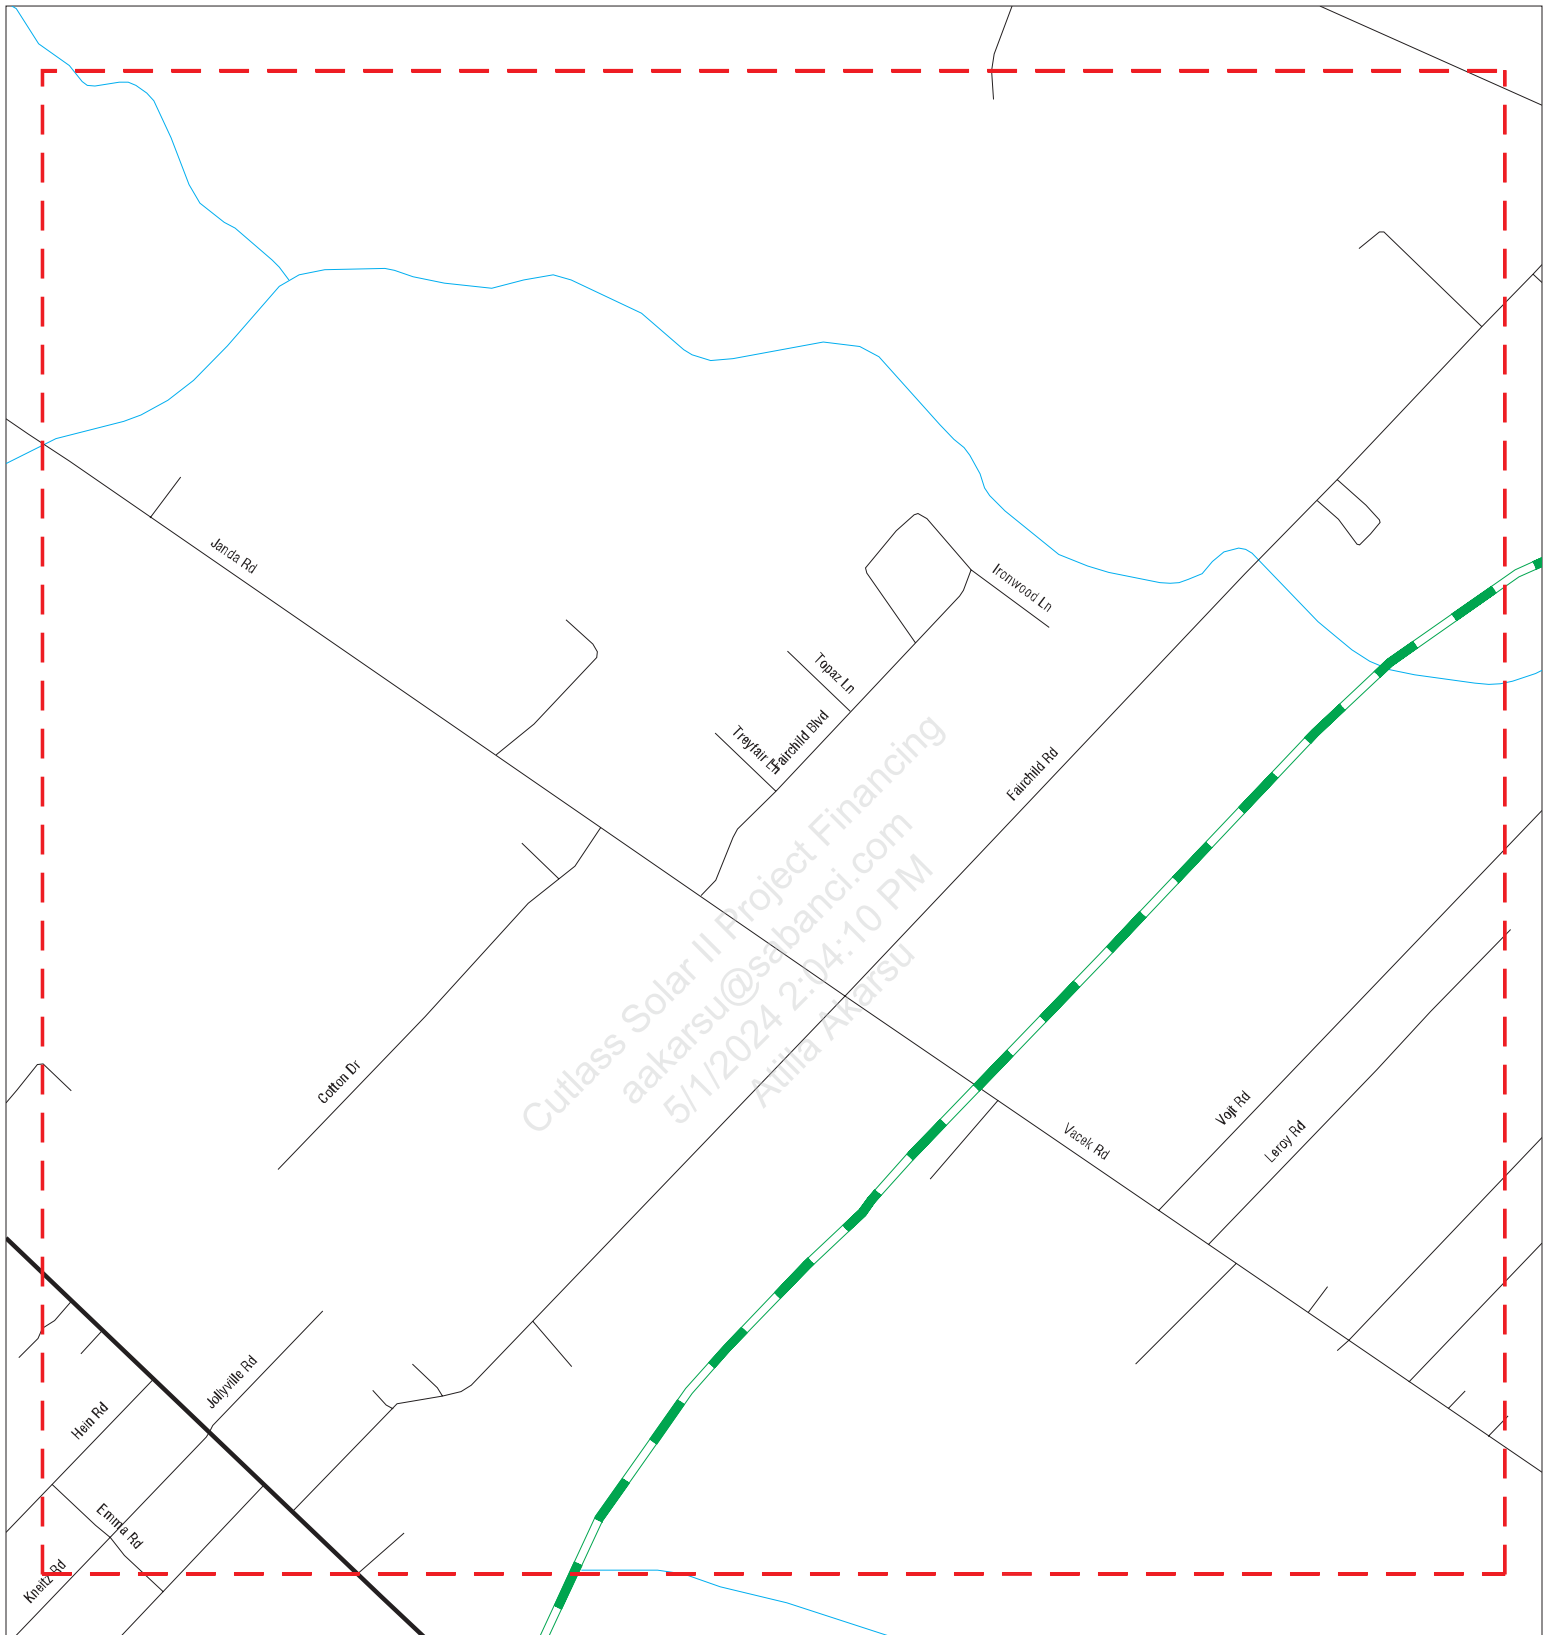 Janda Rd
Ironwood Ln
Topaz Ln
Treyfair Ln
Fairchild Blvd
Fairchild Rd
Cutlass Solar II Project Financing
aakarsu@sabanci.com
5/1/2024 2:04:10 PM
Atilla Akarsu
Cotton Dr
Vojt Rd
Vacek Rd
Leroy Rd
Jollyville Rd
Hein Rd
Emma Rd
Kneitz Rd